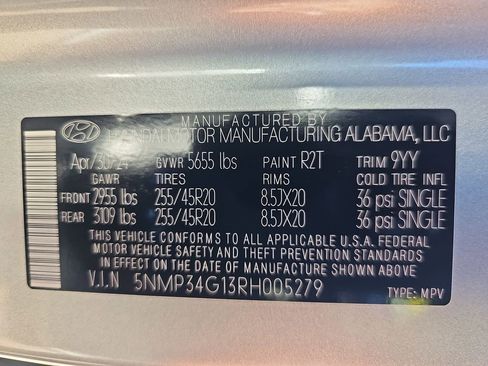 MANUFACTURED BY
HYUNDAI MOTOR MANUFACTURING ALABAMA, LLC
Apr/30/24 GVWR 5655 lbs PAINT R2T TRIM 9YY
GAWR TIRES RIMS COLD TIRE INFL
FRONT 2955 lbs 255/45R20 8.5JX20 36 psi SINGLE
REAR 3109 lbs 255/45R20 8.5JX20 36 psi SINGLE
THIS VEHICLE CONFORMS TO ALL APPLICABLE U.S.A. FEDERAL
MOTOR VEHICLE SAFETY AND THEFT PREVENTION STANDARDS
IN EFFECT ON THE DATE OF MANUFACTURE SHOWN ABOVE
V.I.N 5NMP34G13RH005279 TYPE: MPV